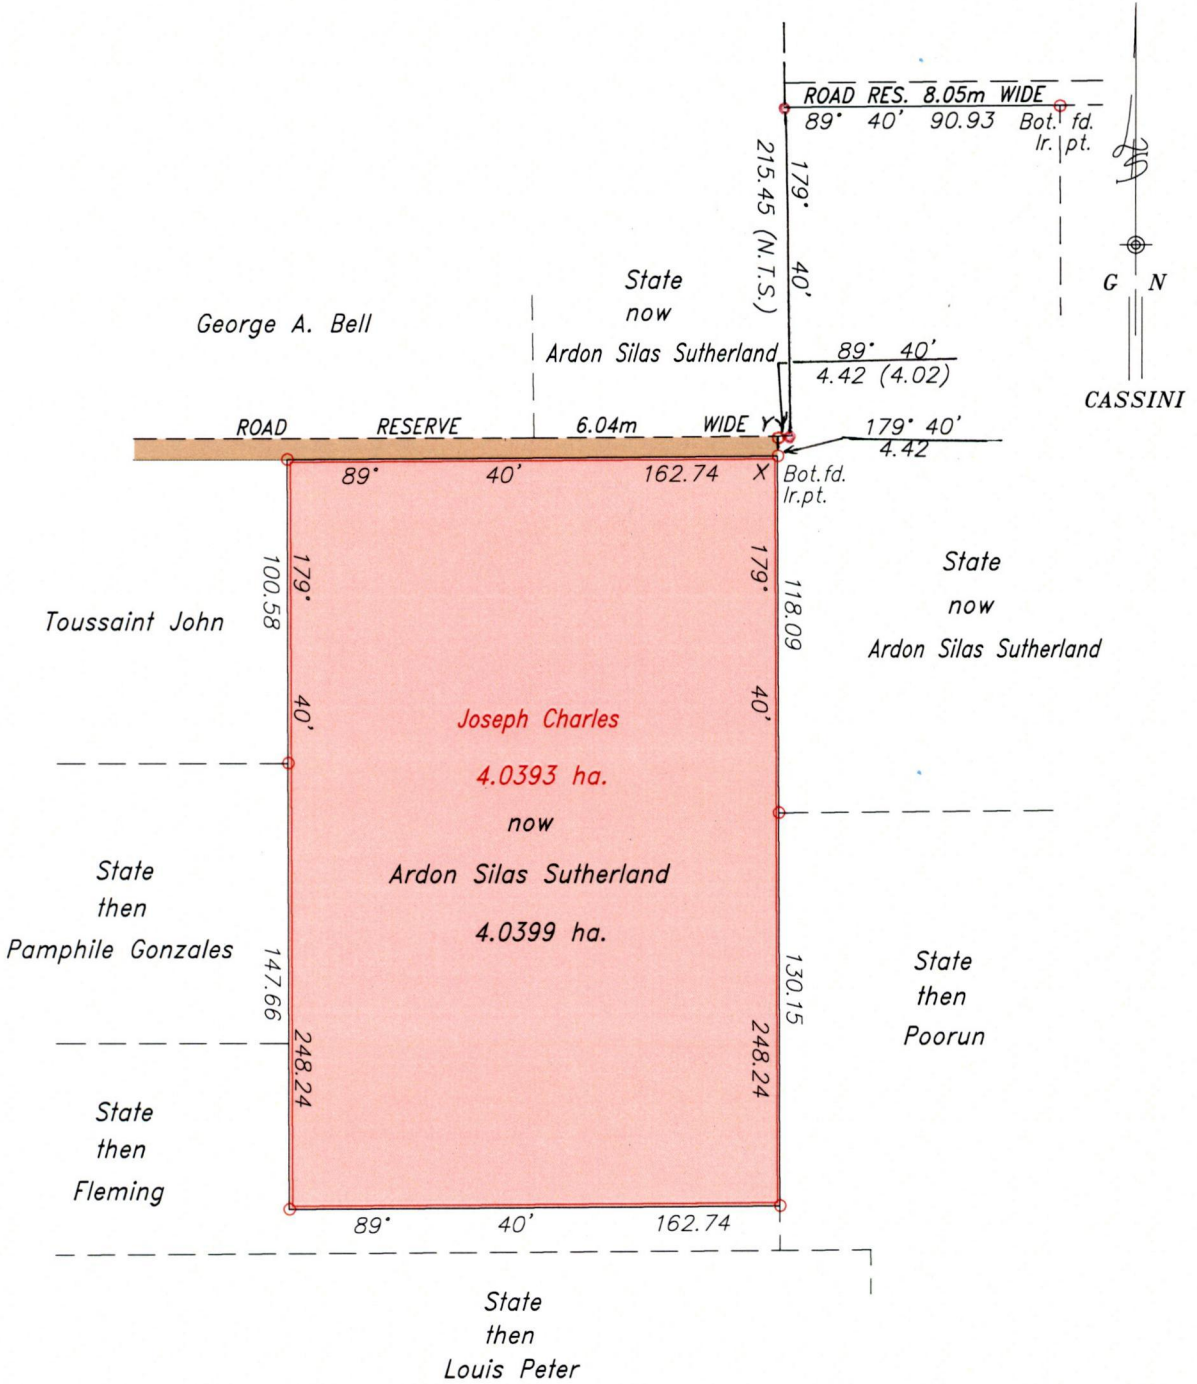 ROAD RES. 8.05m WIDE
89° 40' 90.93
Bot. fd.
Ir. pt.
179° 40'
215.45 (N.T.S.)
G N
CASSINI
State
now
Ardon Silas Sutherland
George A. Bell
89° 40'
4.42 (4.02)
ROAD RESERVE 6.04m WIDE Y
179° 40'
4.42
89° 40' 162.74 X
Bot.fd.
Ir.pt.
179° 40'
100.58
179° 40'
118.09
Toussaint John
State
now
Ardon Silas Sutherland
Joseph Charles
4.0393 ha.
now
Ardon Silas Sutherland
4.0399 ha.
State
then
Pamphile Gonzales
147.66
248.24
248.24
130.15
State
then
Poorun
State
then
Fleming
89° 40' 162.74
State
then
Louis Peter